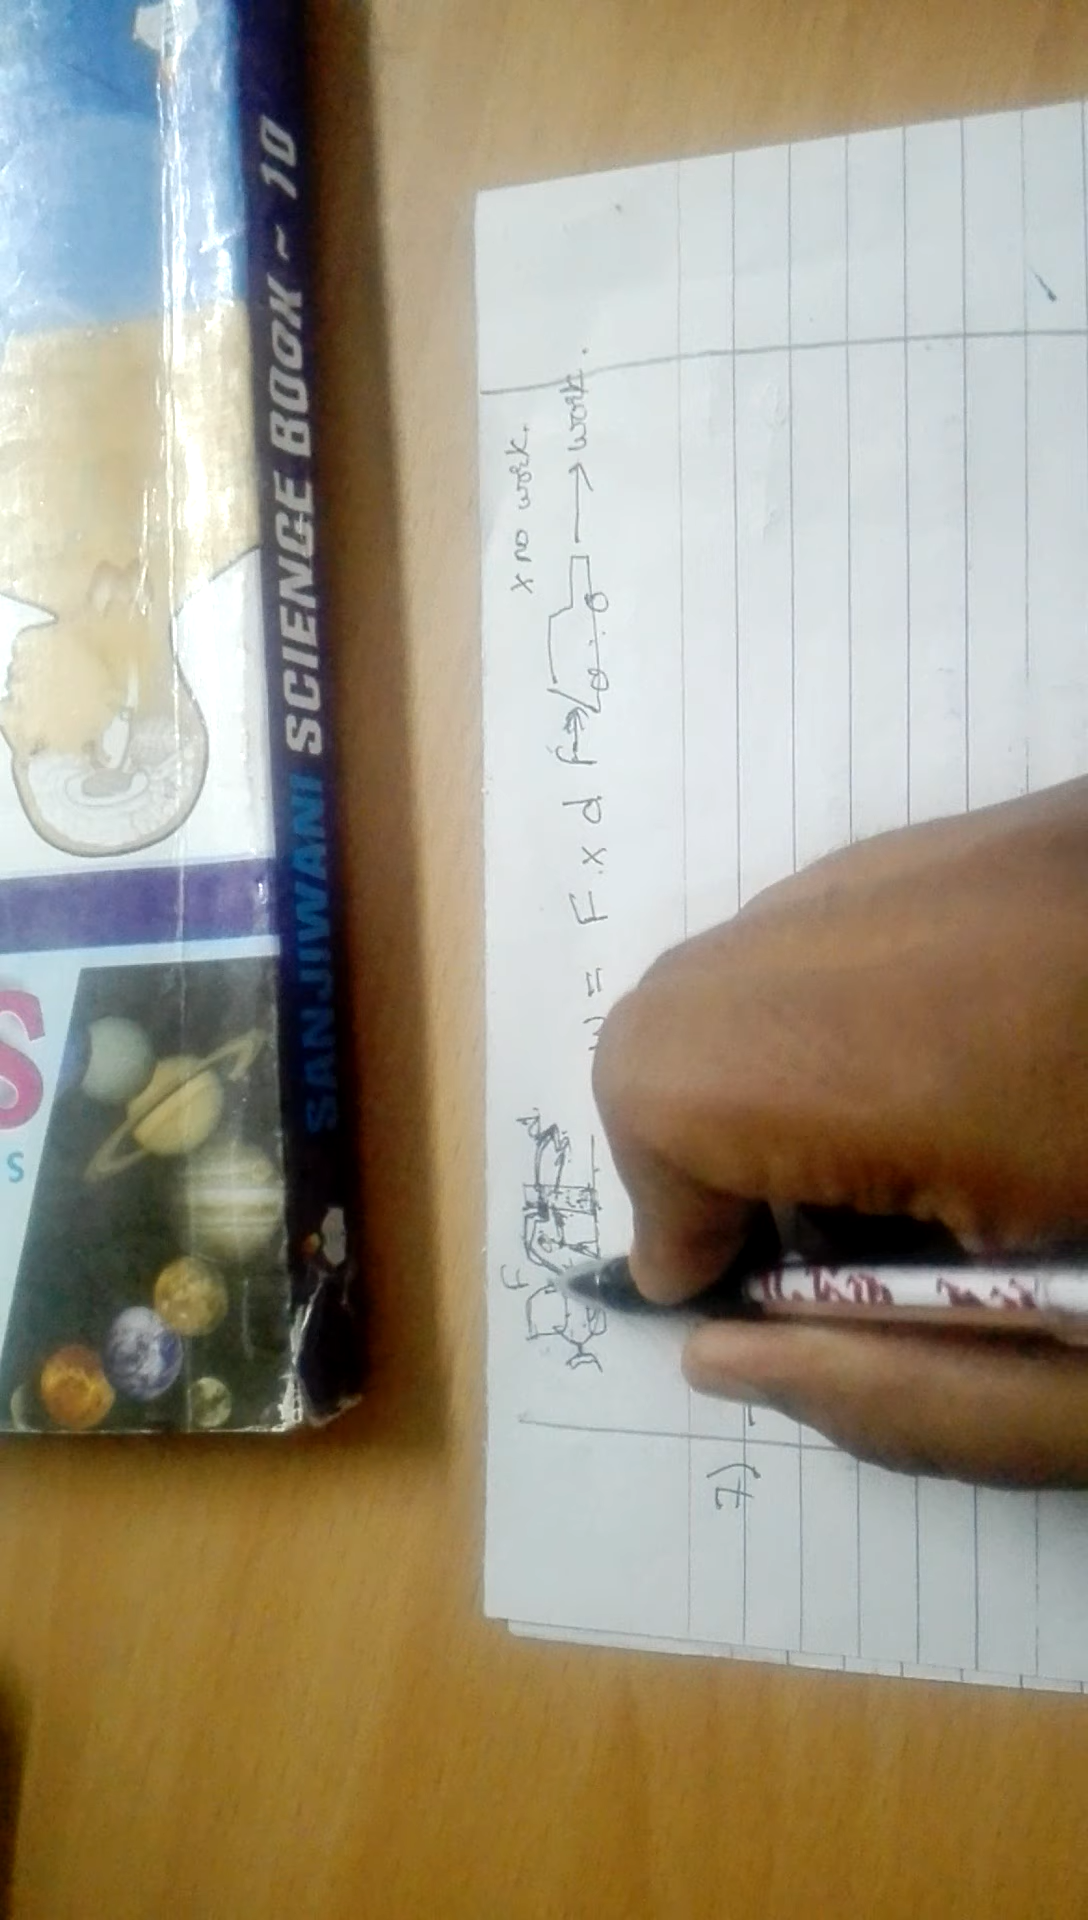 SANJIWANI SCIENCE BOOK - 10
S
S
x no work.
F
d.
W = F x d
F
→ work.
7)